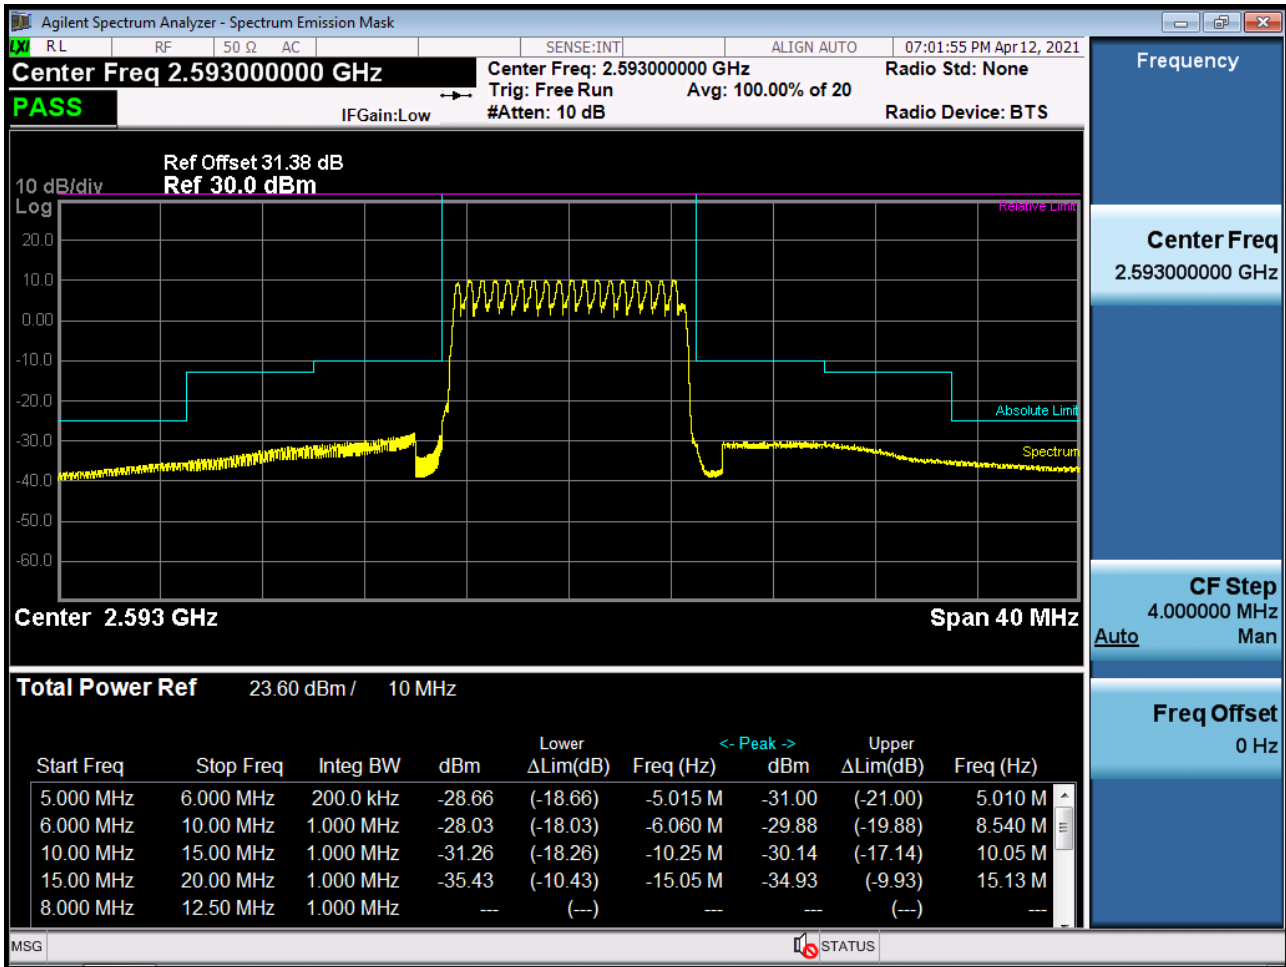 Agilent Spectrum Analyzer - Spectrum Emission Mask
LXI RL RF 50 Ω AC SENSE:INT ALIGN AUTO 07:01:55 PM Apr 12, 2021
Center Freq 2.593000000 GHz
Center Freq: 2.593000000 GHz Radio Std: None
Trig: Free Run Avg: 100.00% of 20
PASS
IFGain:Low #Atten: 10 dB Radio Device: BTS
Ref Offset 31.38 dB
10 dB/div Ref 30.0 dBm
Log
Relative Limit
20.0
10.0
0.00
-10.0
-20.0
Absolute Limit
-30.0
Spectrum
-40.0
-50.0
-60.0
Center 2.593 GHz Span 40 MHz
Total Power Ref 23.60 dBm / 10 MHz
Lower <- Peak -> Upper
Start Freq Stop Freq Integ BW dBm ΔLim(dB) Freq (Hz) dBm ΔLim(dB) Freq (Hz)
5.000 MHz 6.000 MHz 200.0 kHz -28.66 (-18.66) -5.015 M -31.00 (-21.00) 5.010 M
6.000 MHz 10.00 MHz 1.000 MHz -28.03 (-18.03) -6.060 M -29.88 (-19.88) 8.540 M
10.00 MHz 15.00 MHz 1.000 MHz -31.26 (-18.26) -10.25 M -30.14 (-17.14) 10.05 M
15.00 MHz 20.00 MHz 1.000 MHz -35.43 (-10.43) -15.05 M -34.93 (-9.93) 15.13 M
8.000 MHz 12.50 MHz 1.000 MHz --- (---) --- --- (---) ---
MSG STATUS
Frequency
Center Freq
2.593000000 GHz
CF Step
4.000000 MHz
Auto Man
Freq Offset
0 Hz